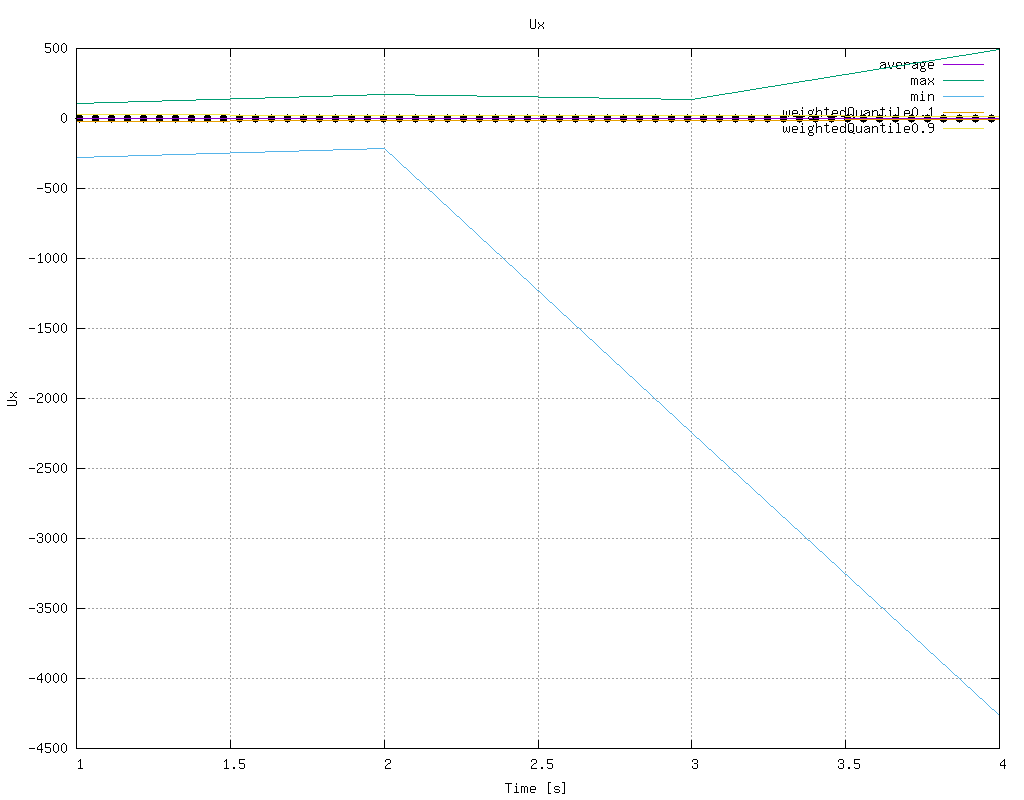 Ux
500
0
-500
-1000
-1500
-2000
-2500
-3000
-3500
-4000
-4500
average
max
min
weightedQuantile0.1
weightedQuantile0.9
Ux
1 1.5 2 2.5 3 3.5 4
Time [s]